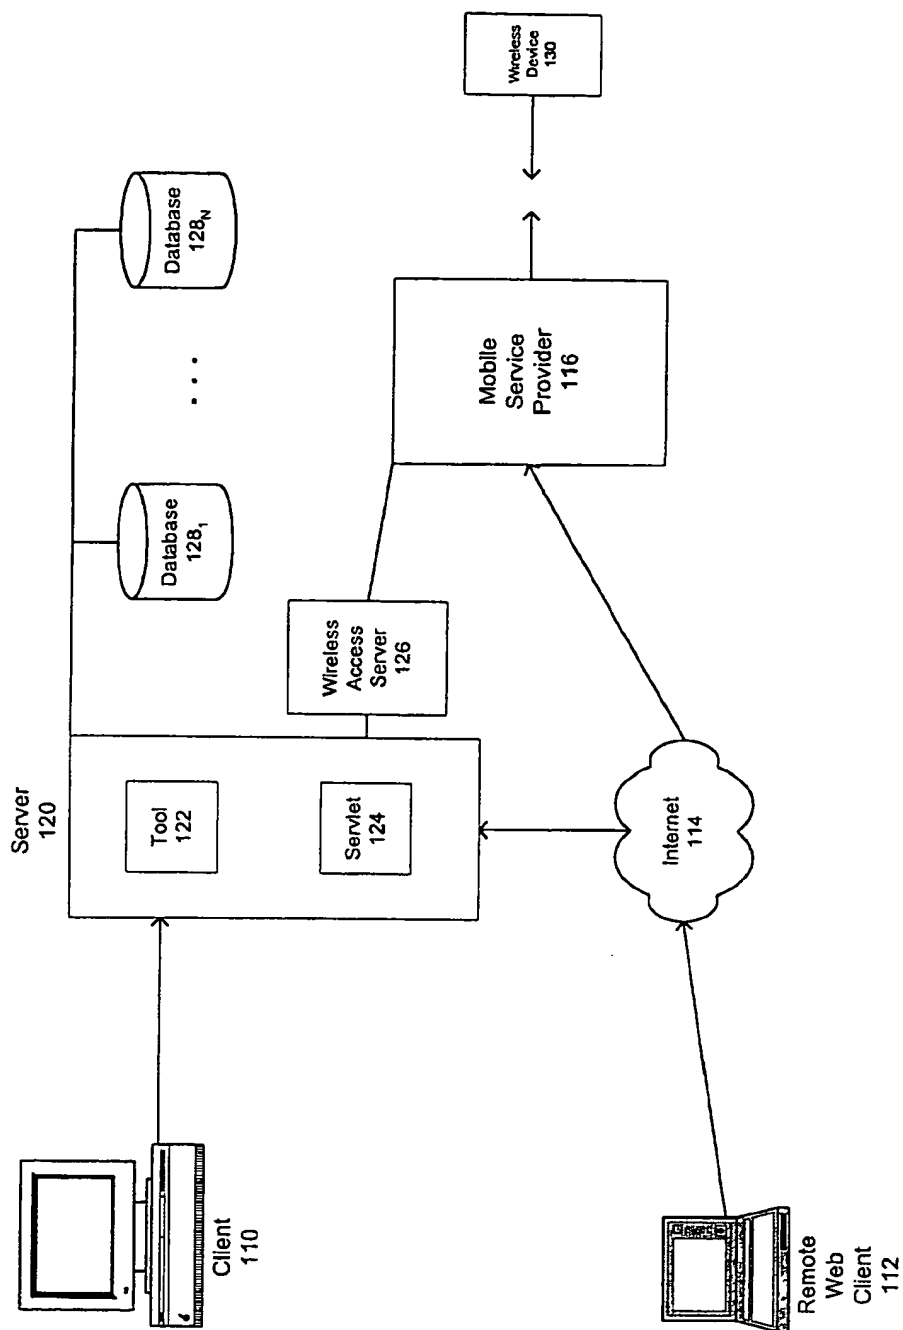 Server
120
Tool
122
Servlet
124
Database
128₁
. . .
Database
128_N
Wireless
Access
Server
126
Mobile
Service
Provider
116
Wireless
Device
130
Client
110
Internet
114
Remote
Web
Client
112